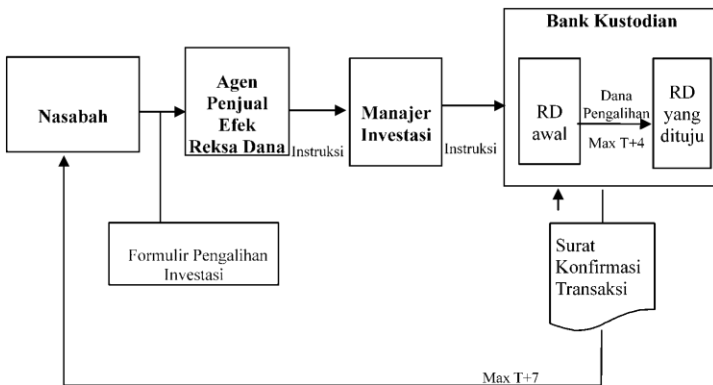 Bank Kustodian
Nasabah
Agen
Penjual
Efek
Reksa Dana
Instruksi
Manajer
Investasi
Instruksi
RD
awal
Dana
Pengalihan
Max T+4
RD
yang
dituju
Formulir Pengalihan
Investasi
Surat
Konfirmasi
Transaksi
Max T+7